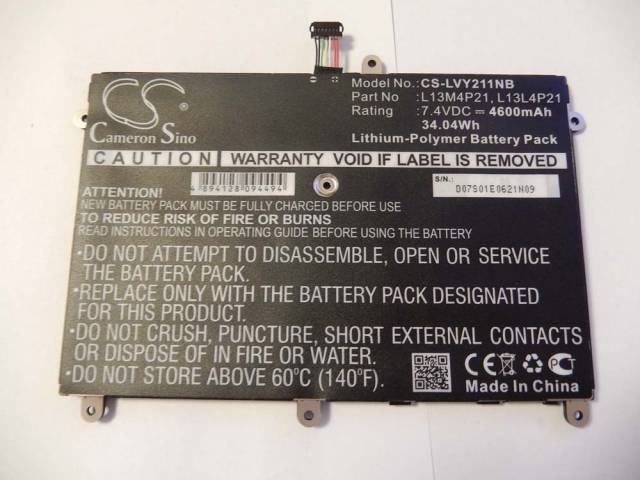 CS
Cameron Sino
Model No.: CS-LVY211NB
Part No : L13M4P21, L13L4P21
Rating : 7.4VDC ⎓ 4600mAh
34.04Wh
Lithium-Polymer Battery Pack
CAUTION WARRANTY VOID IF LABEL IS REMOVED
4 894128 094494
S/N.:
D07S01E0621N09
ATTENTION!
NEW BATTERY PACK MUST BE FULLY CHARGED BEFORE USE
TO REDUCE RISK OF FIRE OR BURNS
READ INSTRUCTIONS IN OPERATING GUIDE BEFORE USING THE BATTERY
•DO NOT ATTEMPT TO DISASSEMBLE, OPEN OR SERVICE
THE BATTERY PACK.
•REPLACE ONLY WITH THE BATTERY PACK DESIGNATED
FOR THIS PRODUCT.
•DO NOT CRUSH, PUNCTURE, SHORT EXTERNAL CONTACTS
OR DISPOSE OF IN FIRE OR WATER.
•DO NOT STORE ABOVE 60°C (140°F).
CE
Made In China